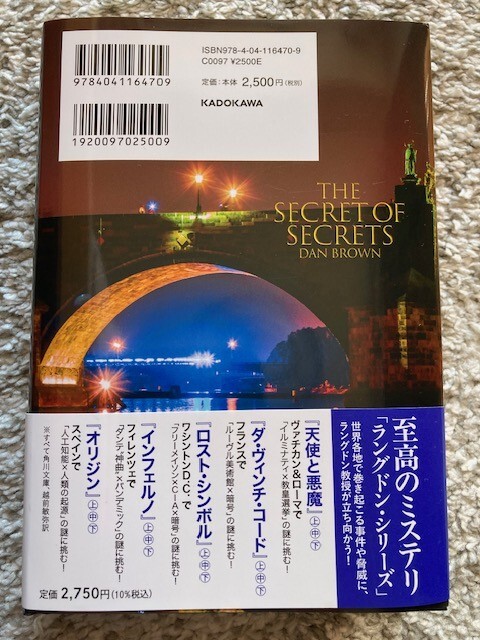 ISBN978-4-04-116470-9
C0097 ¥2500E
定価:本体 2,500円(税別)
KADOKAWA
9784041164709
1920097025009
THE
SECRET OF
SECRETS
DAN BROWN
至高のミステリ
「ラングドン・シリーズ」
世界各地で巻き起こる事件や脅威に、
ラングドン教授が立ち向かう!
『天使と悪魔』上中下
ヴァチカン&ローマで
「イルミナティ×教皇選挙」の謎に挑む!
『ダ・ヴィンチ・コード』上中下
フランスで
「ルーヴル美術館×暗号」の謎に挑む!
『ロスト・シンボル』上中下
ワシントンD.C.で
「フリーメイソン×CIA×暗号」の謎に挑む!
『インフェルノ』上中下
フィレンツェで
「ダンテ『神曲』×パンデミック」の謎に挑む!
『オリジン』上中下
スペインで
「人工知能×人類の起源」の謎に挑む!
※すべて角川文庫、越前敏弥訳
定価 2,750円(10%税込)